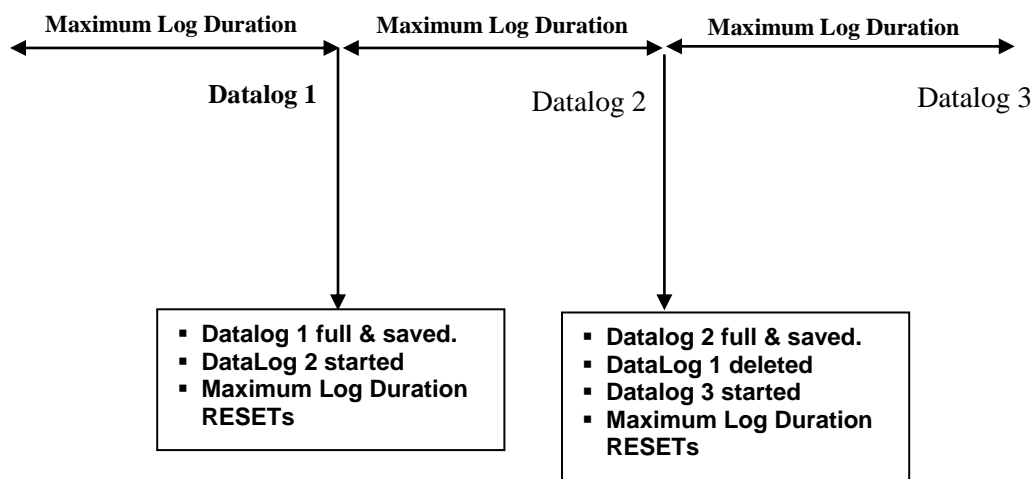 Maximum Log Duration
Maximum Log Duration
Maximum Log Duration
Datalog 1
Datalog 2
Datalog 3
▪ Datalog 1 full & saved.
▪ DataLog 2 started
▪ Maximum Log Duration
RESETs
▪ Datalog 2 full & saved.
▪ DataLog 1 deleted
▪ Datalog 3 started
▪ Maximum Log Duration
RESETs